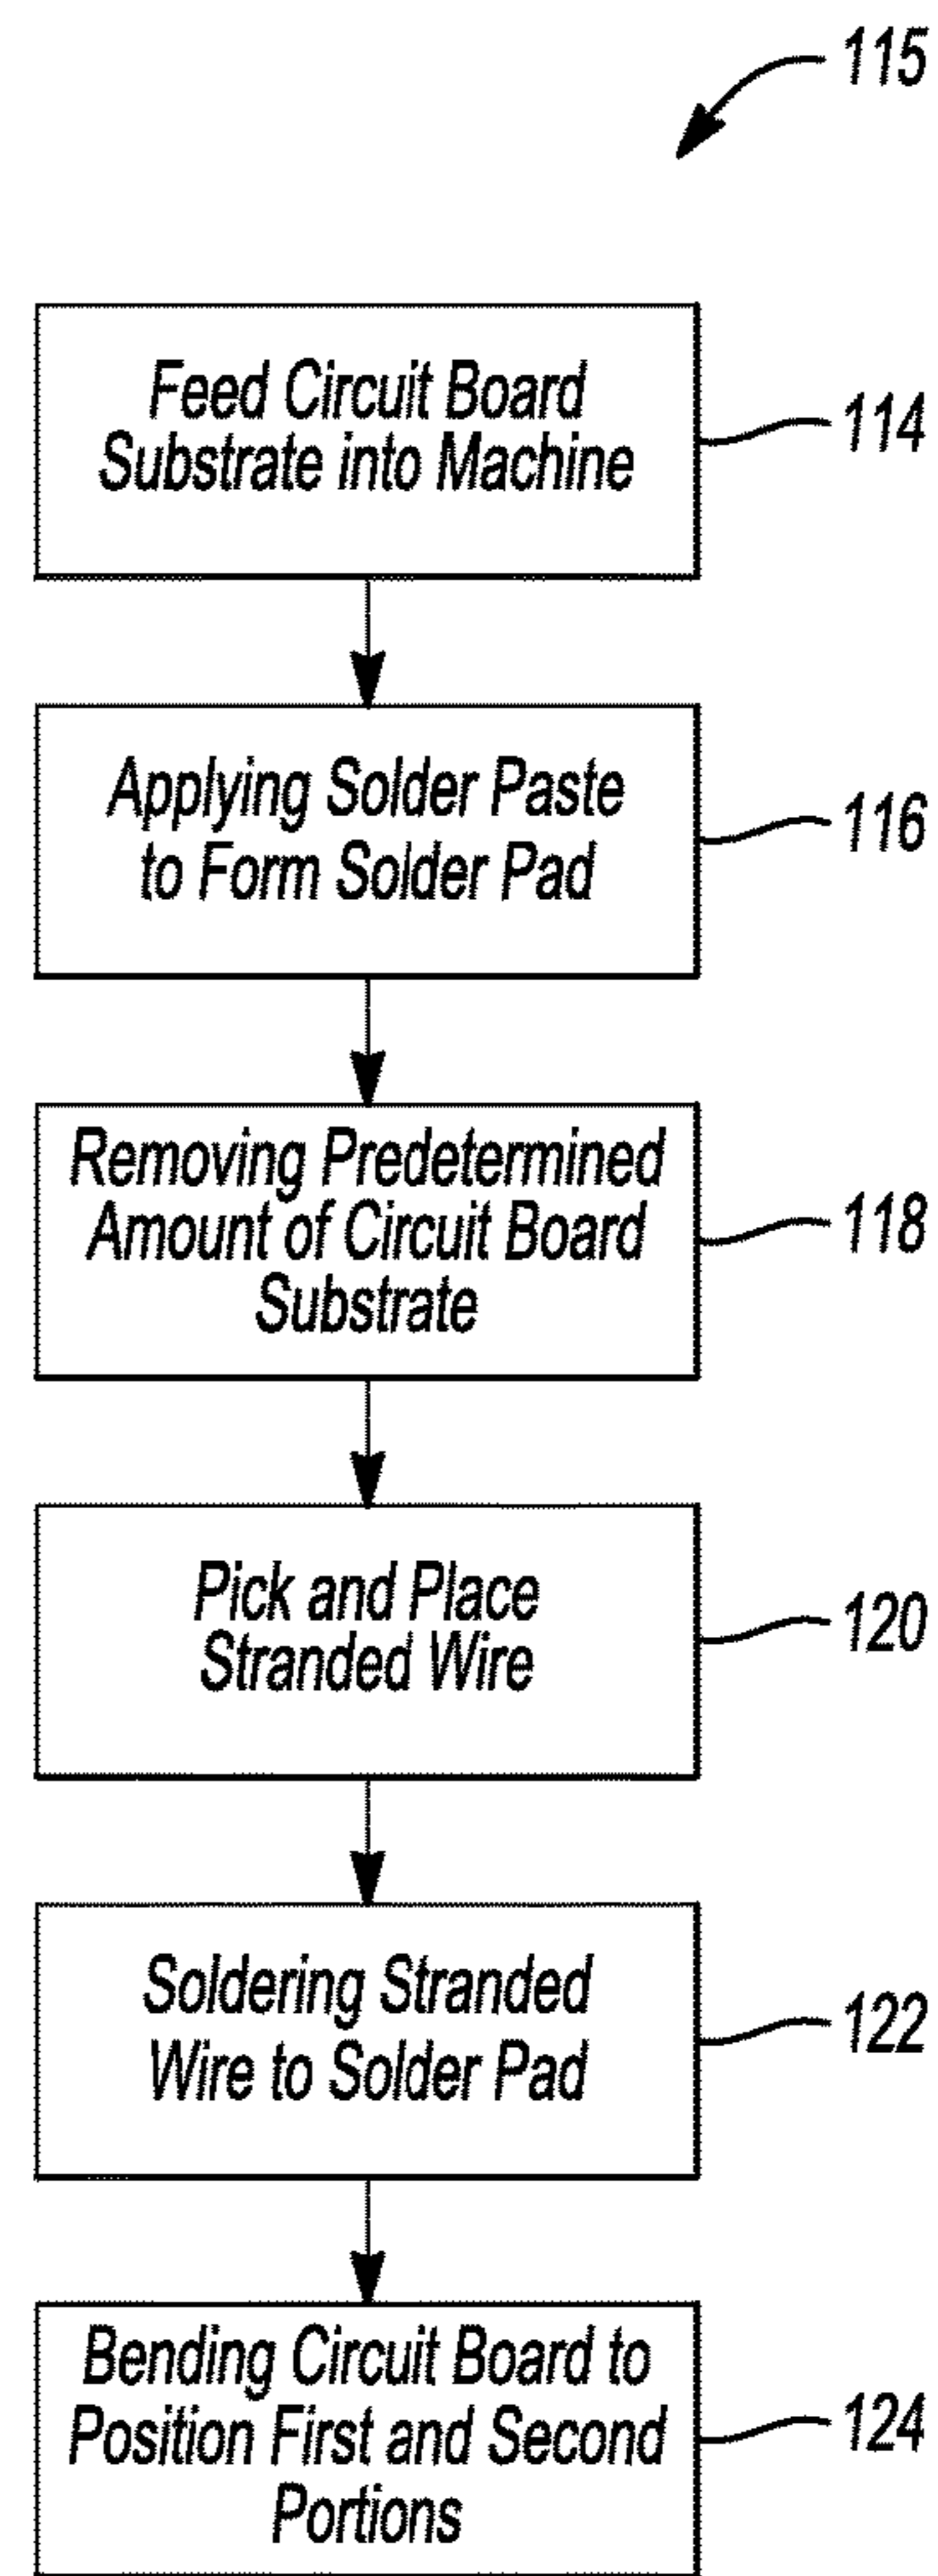 115
Feed Circuit Board
Substrate into Machine
114
Applying Solder Paste
to Form Solder Pad
116
Removing Predetermined
Amount of Circuit Board
Substrate
118
Pick and Place
Stranded Wire
120
Soldering Stranded
Wire to Solder Pad
122
Bending Circuit Board to
Position First and Second
Portions
124